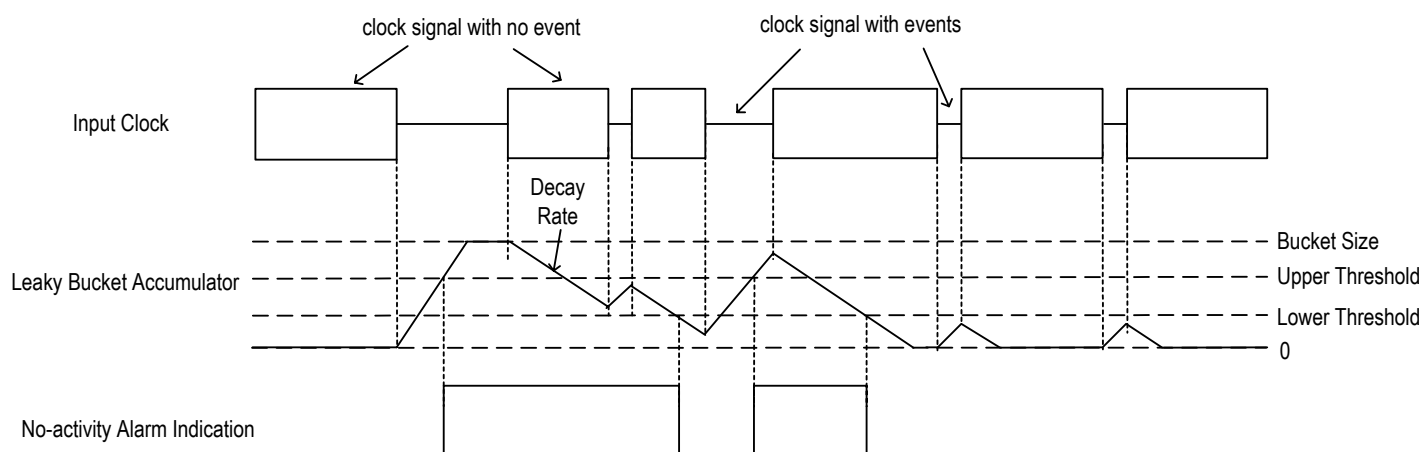 clock signal with no event
clock signal with events
Input Clock
Decay
Rate
Bucket Size
Leaky Bucket Accumulator
Upper Threshold
Lower Threshold
0
No-activity Alarm Indication